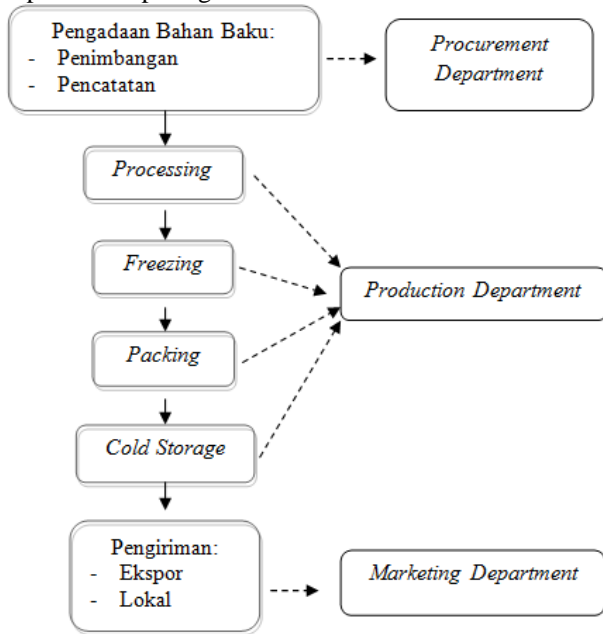 Pengadaan Bahan Baku:
- Penimbangan
- Pencatatan
Procurement
Department
Processing
Freezing
Production Department
Packing
Cold Storage
Pengiriman:
- Ekspor
- Lokal
Marketing Department